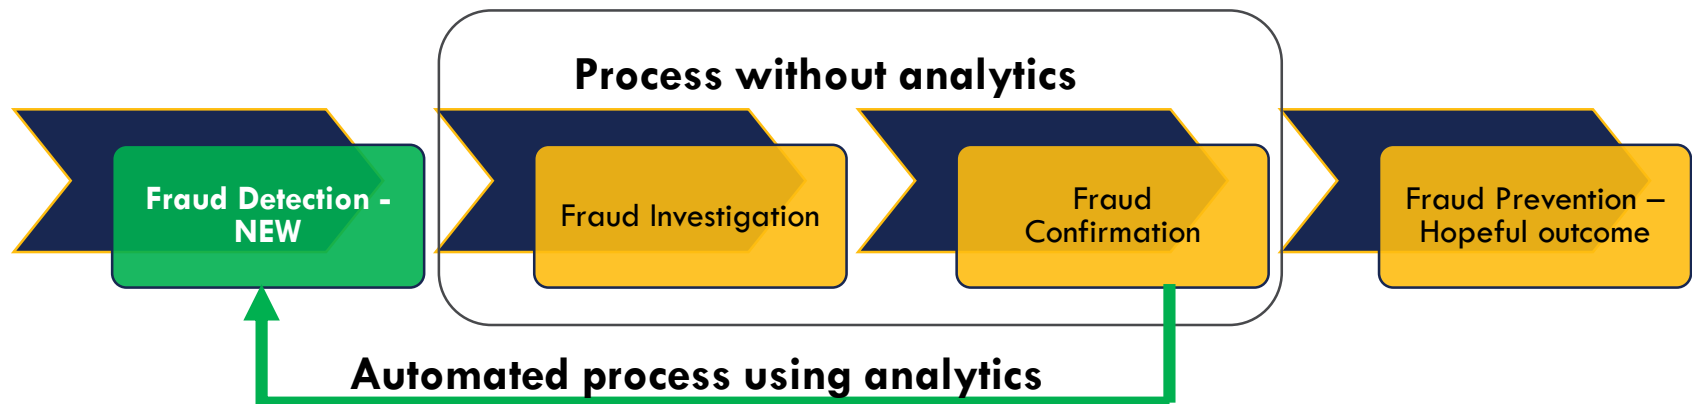 Process without analytics
Fraud Detection -
NEW
Fraud Investigation
Fraud
Confirmation
Fraud Prevention –
Hopeful outcome
Automated process using analytics